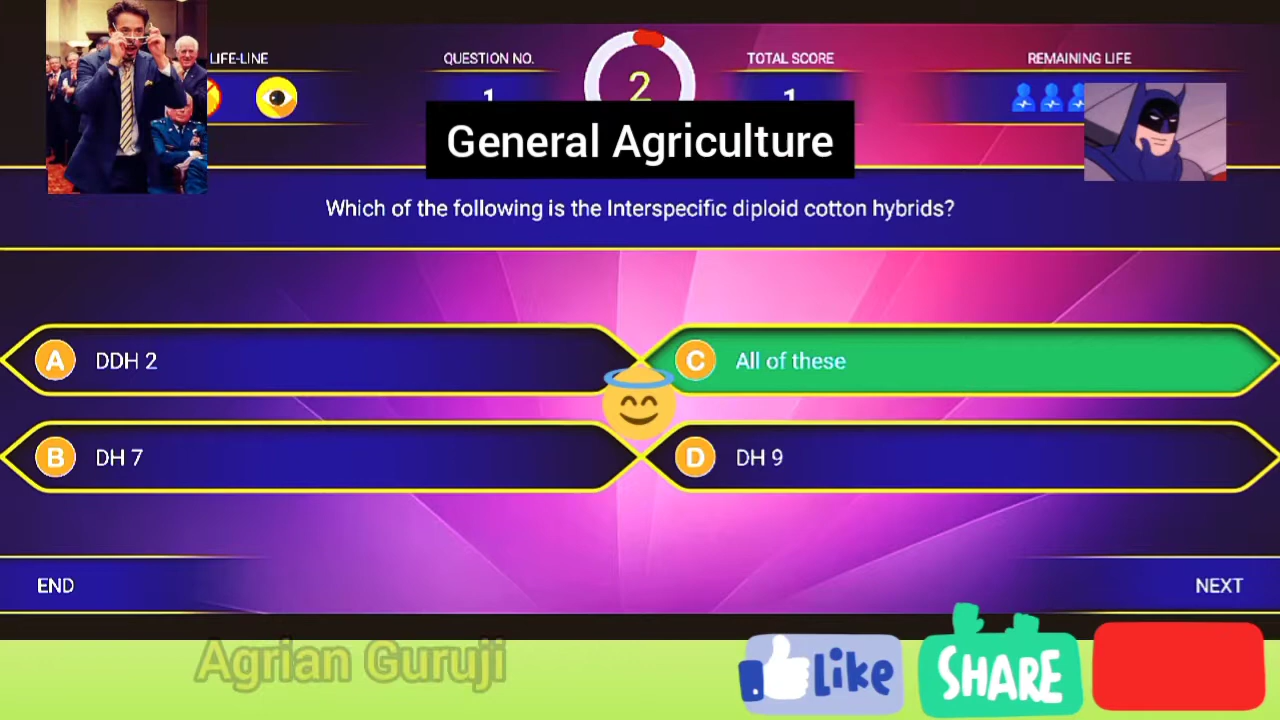 LIFE-LINE
QUESTION NO.
2
TOTAL SCORE
REMAINING LIFE
1
1
General Agriculture
Which of the following is the Interspecific diploid cotton hybrids?
A DDH 2
C All of these
B DH 7
D DH 9
END
NEXT
Agrian Guruji
Like
SHARE